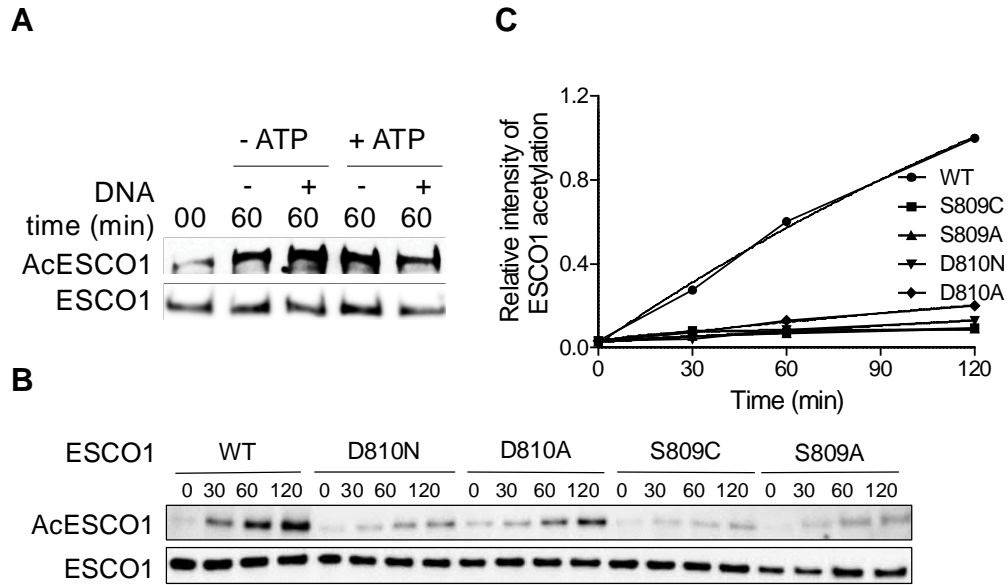 A
- ATP + ATP
DNA - + - +
time (min) 00 60 60 60 60
AcESCO1
ESCO1
C
Relative intensity of
ESCO1 acetylation
1.2
0.8
0.4
0.0
0 30 60 90 120
Time (min)
WT
S809C
S809A
D810N
D810A
B
ESCO1 WT D810N D810A S809C S809A
0 30 60 120 0 30 60 120 0 30 60 120 0 30 60 120 0 30 60 120
AcESCO1
ESCO1